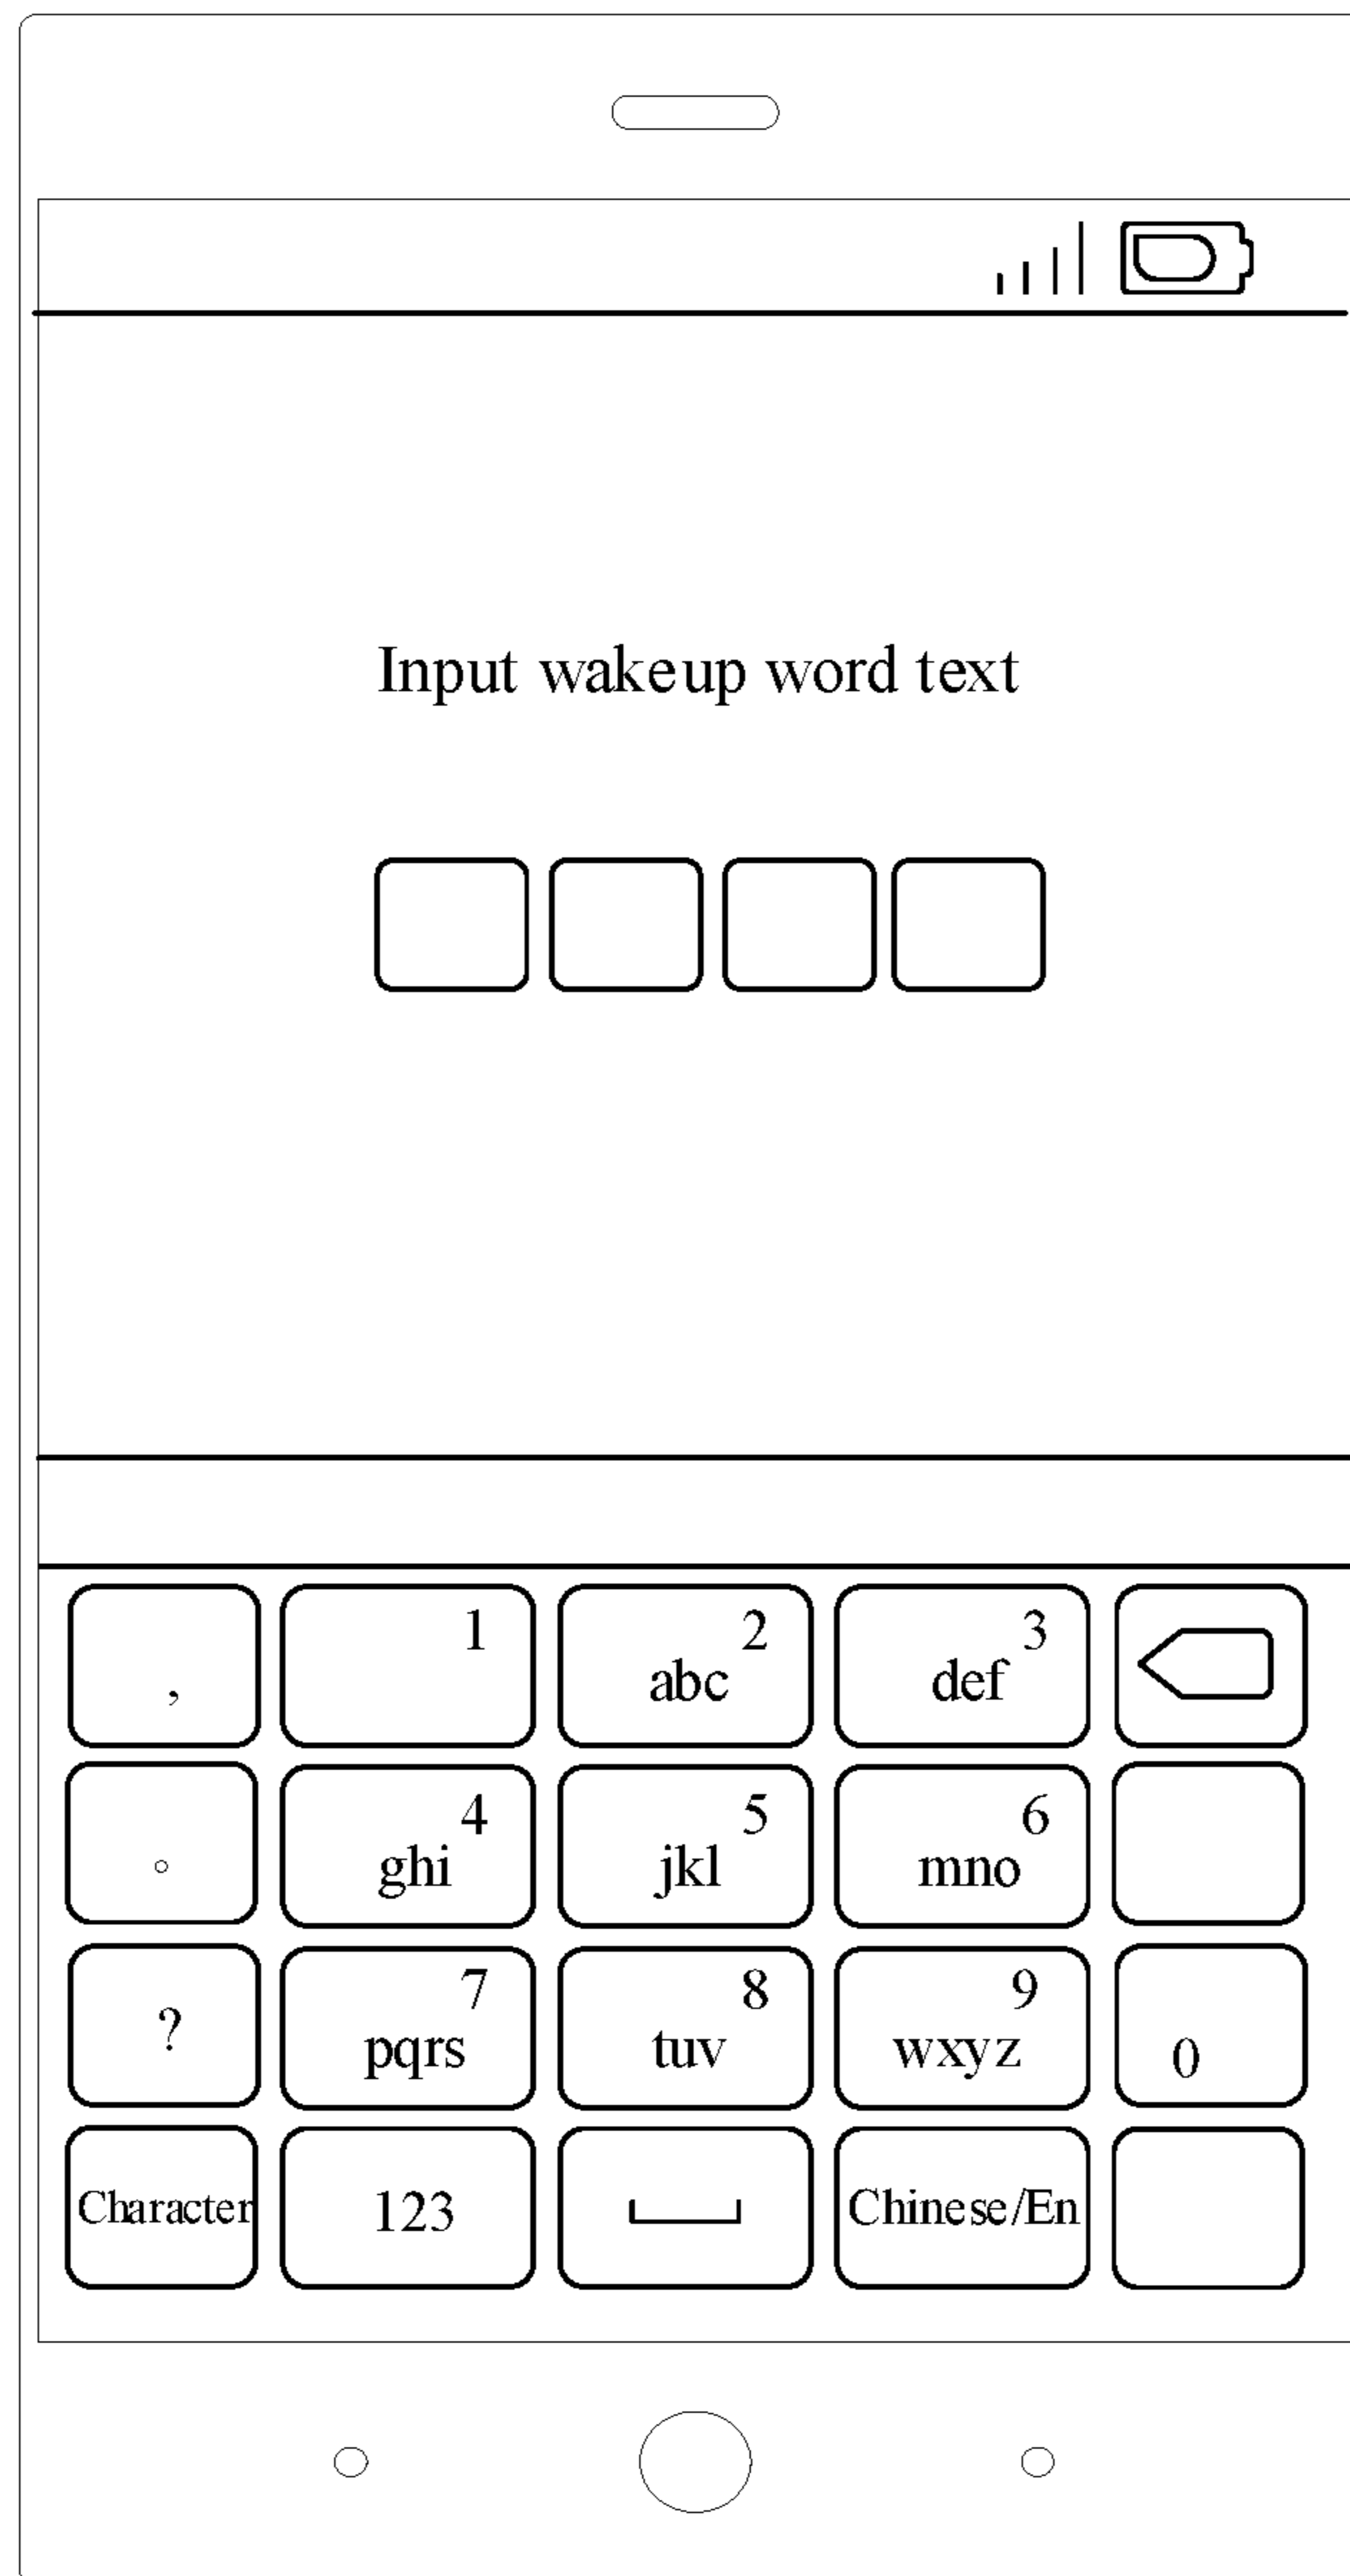 Input wakeup word text
, 1 2 3
abc def
4 5 6
。 ghi jkl mno
7 8 9
? pqrs tuv wxyz 0
Character 123 Chinese/En